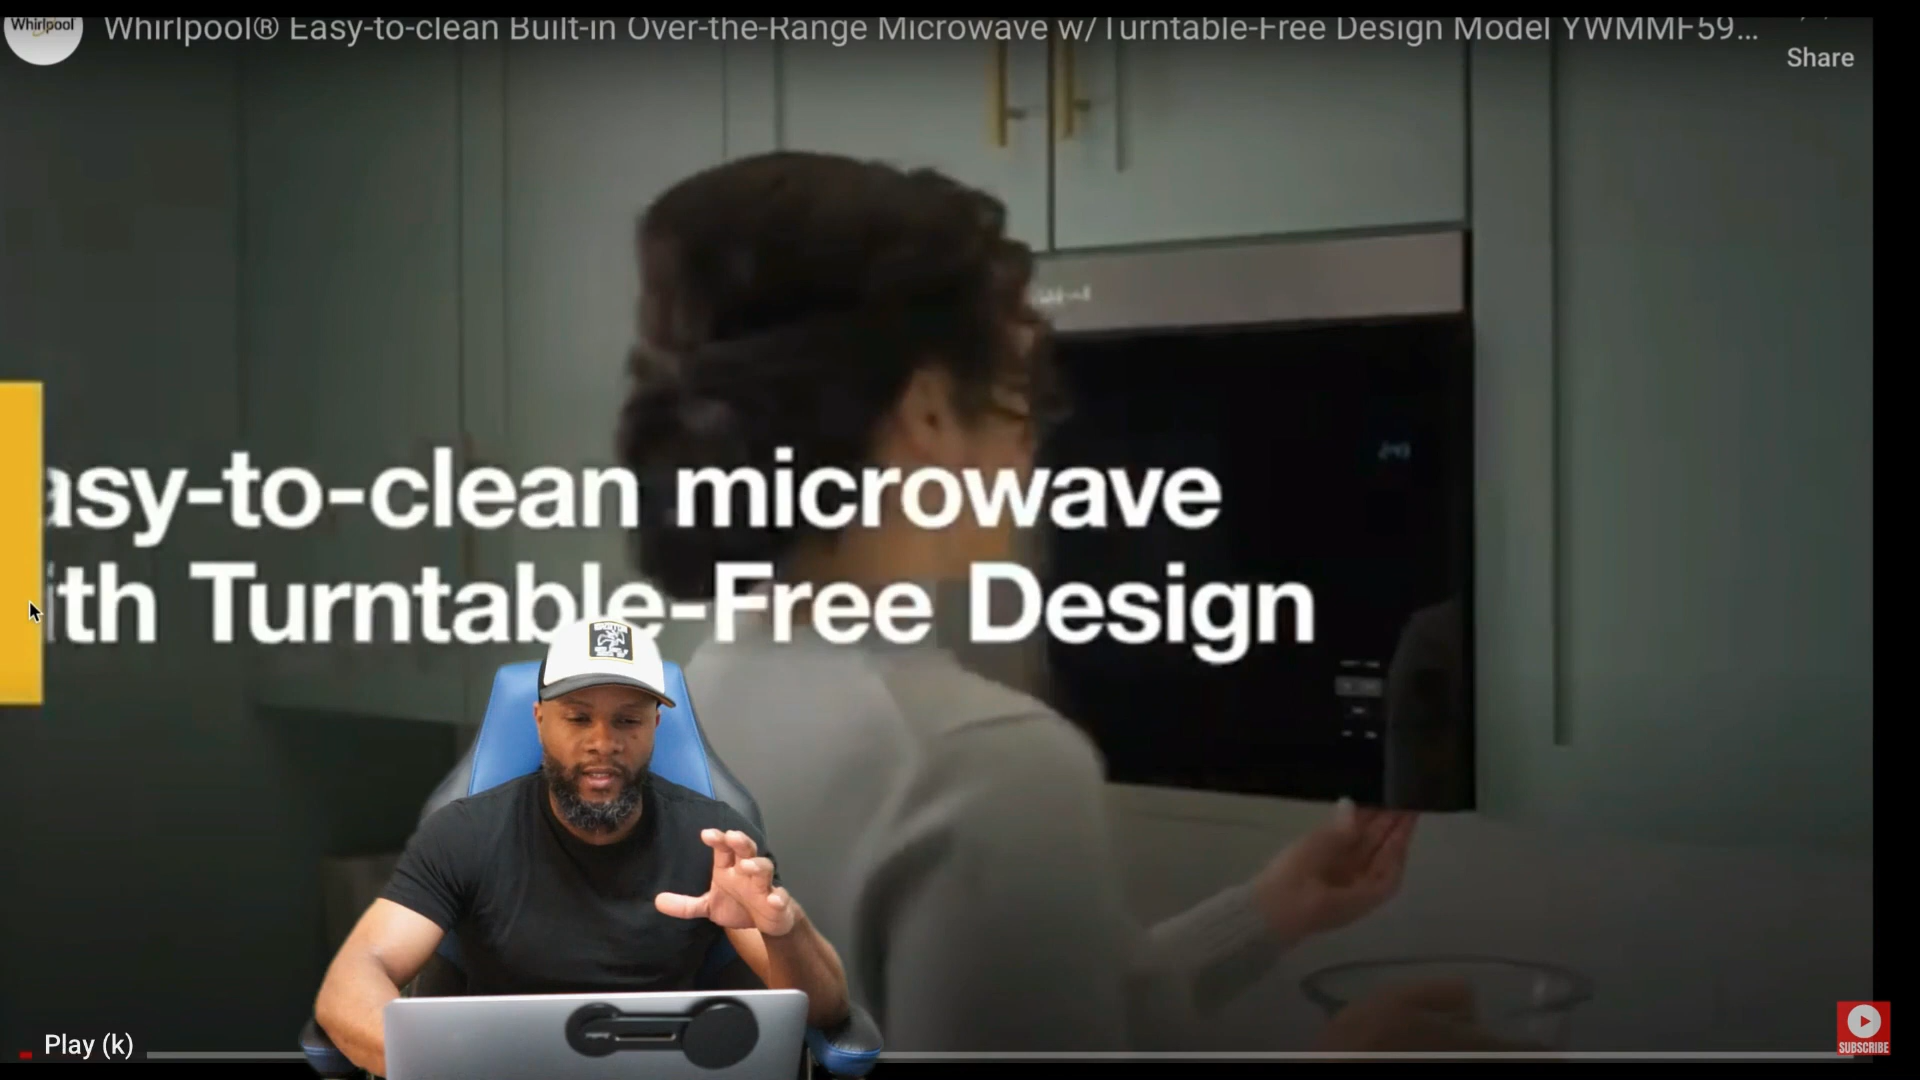 Whirlpool
Whirlpool® Easy-to-clean Built-in Over-the-Range Microwave w/ Turntable-Free Design Model YWMMF59...
Share
asy-to-clean microwave
ith Turntable-Free Design
Play (k)
SUBSCRIBE